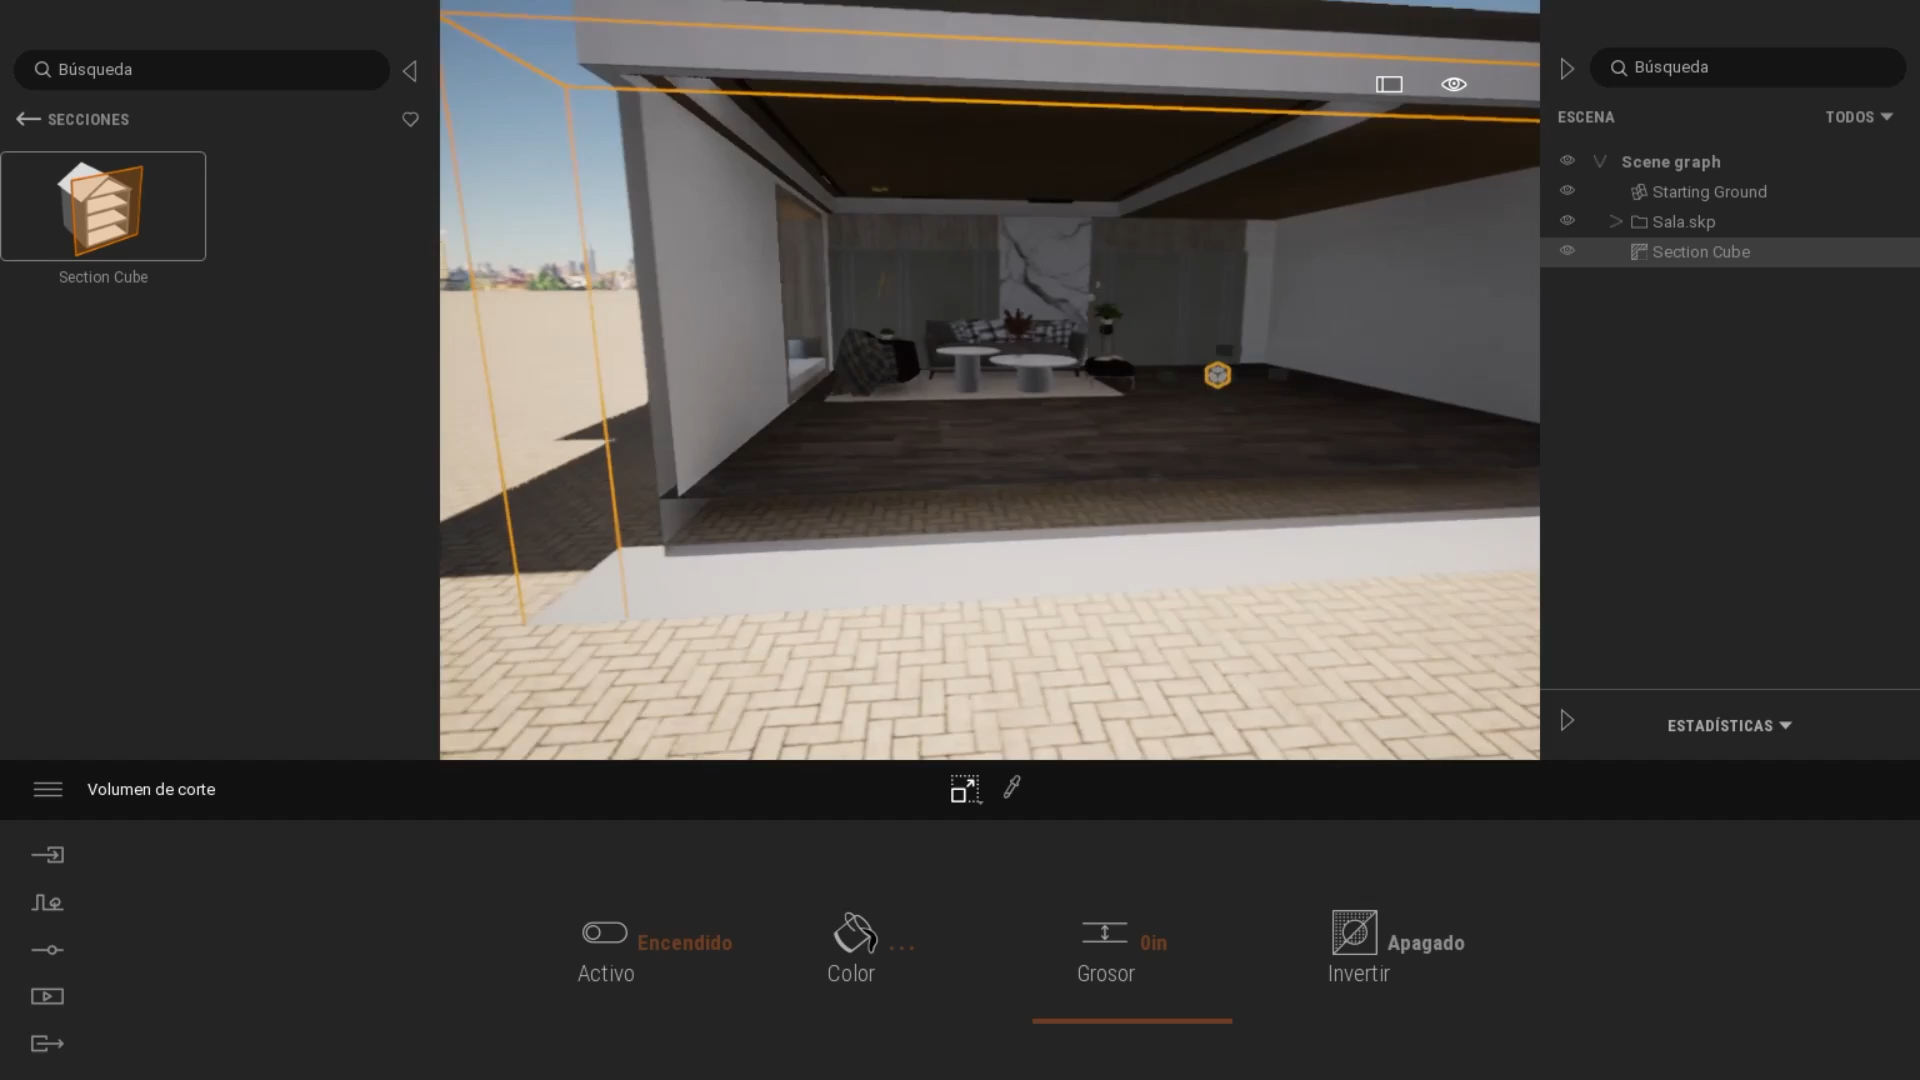 Búsqueda
SECCIONES
Section Cube
Búsqueda
ESCENA
TODOS
Scene graph
Starting Ground
Sala.skp
Section Cube
ESTADÍSTICAS
Volumen de corte
Encendido
Activo
...
Color
0in
Grosor
Apagado
Invertir